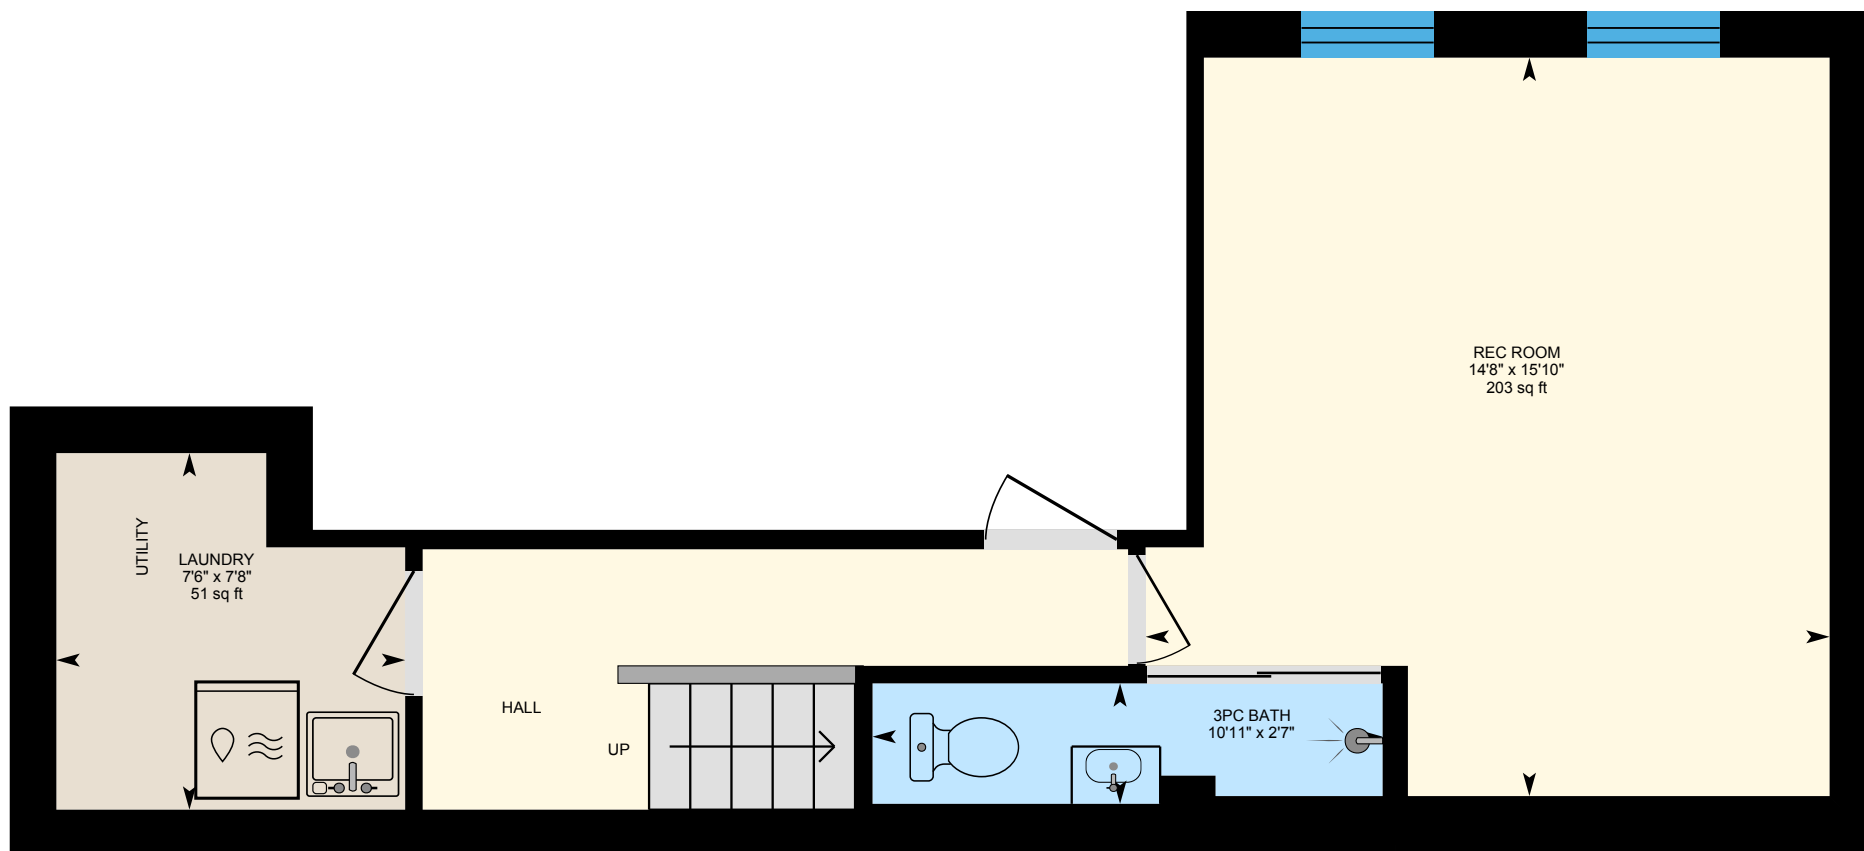 REC ROOM
14'8" x 15'10"
203 sq ft
UTILITY
LAUNDRY
7'6" x 7'8"
51 sq ft
HALL
UP
3PC BATH
10'11" x 2'7"